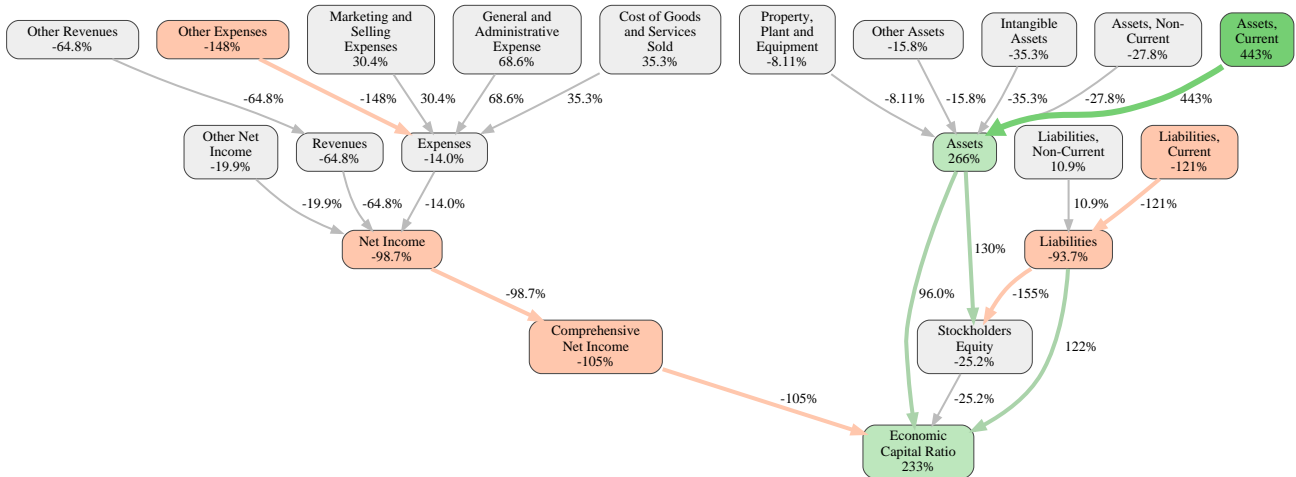 Other Revenues
-64.8%
Other Expenses
-148%
Marketing and
Selling
Expenses
30.4%
General and
Administrative
Expense
68.6%
Cost of Goods
and Services
Sold
35.3%
Property,
Plant and
Equipment
-8.11%
Other Assets
-15.8%
Intangible
Assets
-35.3%
Assets, Non-
Current
-27.8%
Assets,
Current
443%
-64.8%
-148%
30.4%
68.6%
35.3%
-8.11%
-15.8%
-35.3%
-27.8%
443%
Other Net
Income
-19.9%
Revenues
-64.8%
Expenses
-14.0%
Assets
266%
Liabilities,
Non-Current
10.9%
Liabilities,
Current
-121%
-19.9%
-64.8%
-14.0%
10.9%
-121%
Net Income
-98.7%
130%
Liabilities
-93.7%
-98.7%
96.0%
-155%
Comprehensive
Net Income
-105%
Stockholders
Equity
-25.2%
122%
-105%
-25.2%
Economic
Capital Ratio
233%